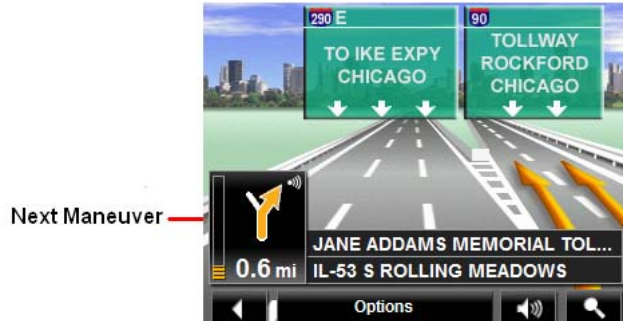 290 E
TO IKE EXPY
CHICAGO
90
TOLLWAY
ROCKFORD
CHICAGO
Next Maneuver
0.6 mi
JANE ADDAMS MEMORIAL TOL...
IL-53 S ROLLING MEADOWS
Options